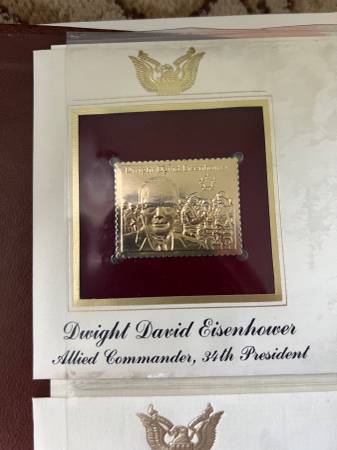 Dwight David Eisenhower
Dwight David Eisenhower
Allied Commander, 34th President